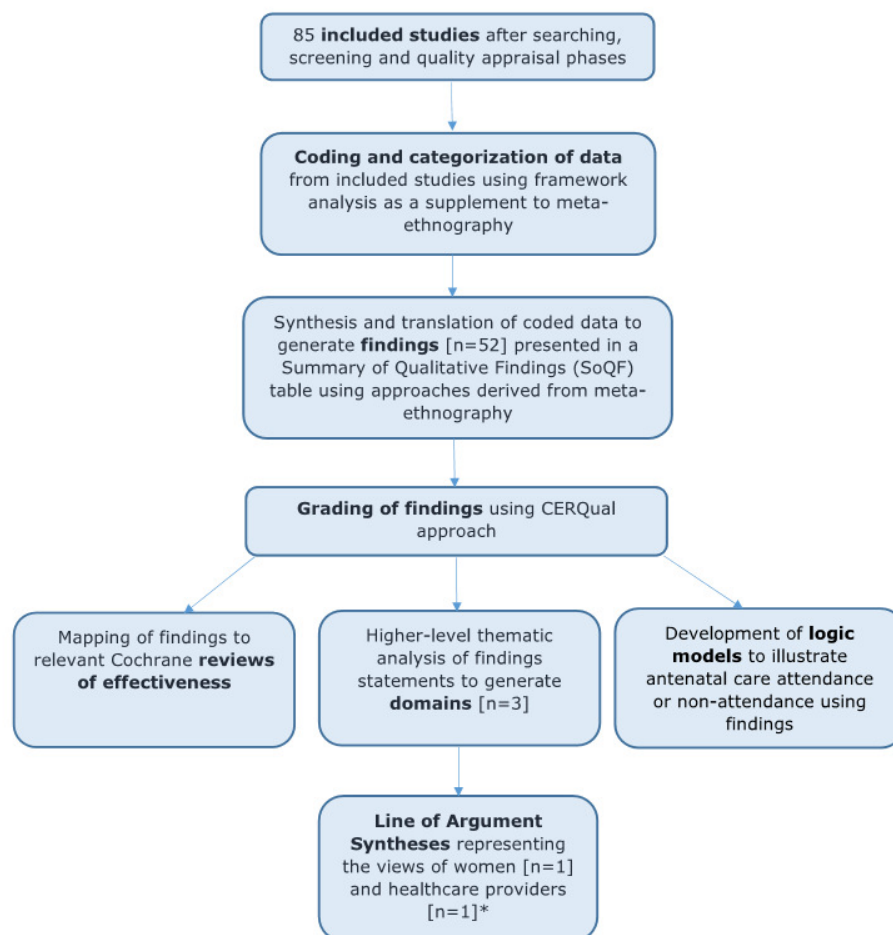 85 included studies after searching,
screening and quality appraisal phases
Coding and categorization of data
from included studies using framework
analysis as a supplement to meta-
ethnography
Synthesis and translation of coded data to
generate findings [n=52] presented in a
Summary of Qualitative Findings (SoQF)
table using approaches derived from meta-
ethnography
Grading of findings using CERQual
approach
Mapping of findings to
relevant Cochrane reviews
of effectiveness
Higher-level thematic
analysis of findings
statements to generate
domains [n=3]
Development of logic
models to illustrate
antenatal care attendance
or non-attendance using
findings
Line of Argument
Syntheses representing
the views of women [n=1]
and healthcare providers
[n=1]*